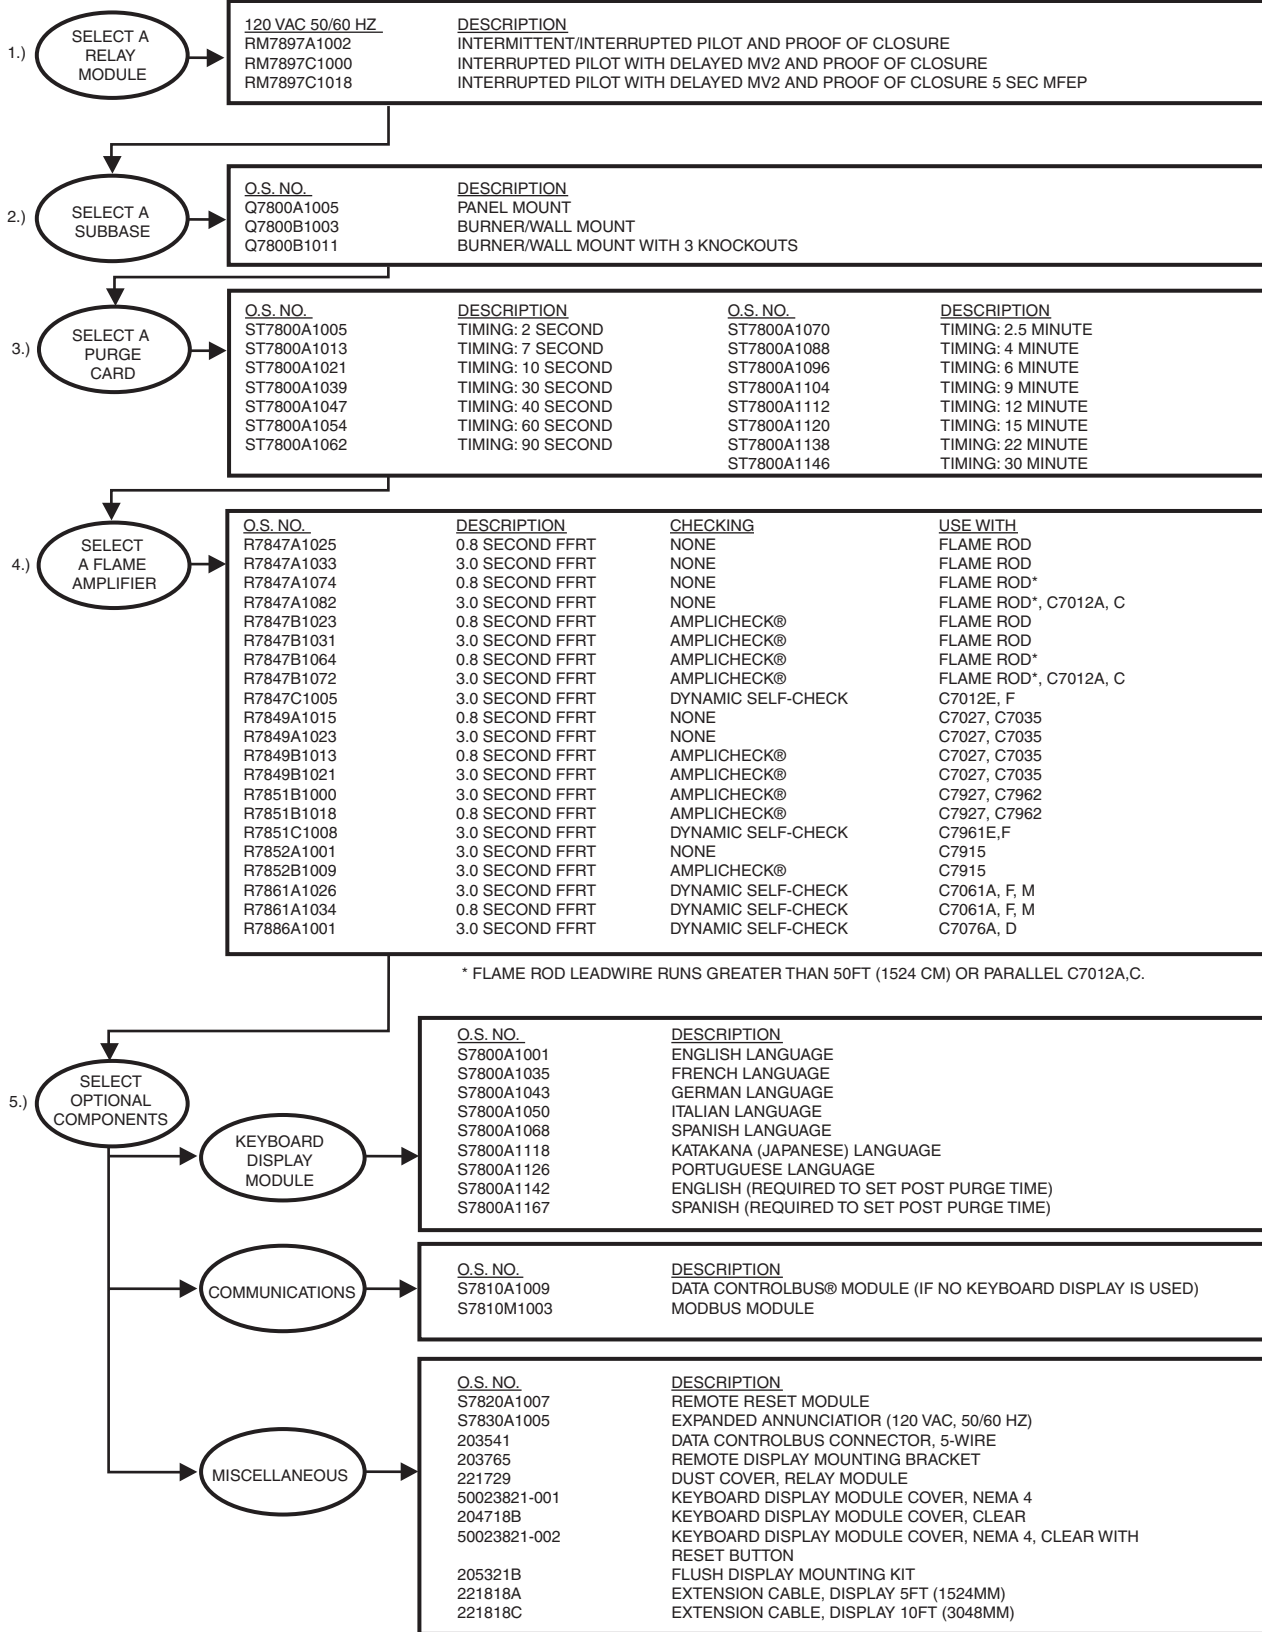 1.)
SELECT A
RELAY
MODULE
120 VAC 50/60 HZ DESCRIPTION
RM7897A1002 INTERMITTENT/INTERRUPTED PILOT AND PROOF OF CLOSURE
RM7897C1000 INTERRUPTED PILOT WITH DELAYED MV2 AND PROOF OF CLOSURE
RM7897C1018 INTERRUPTED PILOT WITH DELAYED MV2 AND PROOF OF CLOSURE 5 SEC MFEP
2.)
SELECT A
SUBBASE
O.S. NO. DESCRIPTION
Q7800A1005 PANEL MOUNT
Q7800B1003 BURNER/WALL MOUNT
Q7800B1011 BURNER/WALL MOUNT WITH 3 KNOCKOUTS
3.)
SELECT A
PURGE
CARD
O.S. NO. DESCRIPTION O.S. NO. DESCRIPTION
ST7800A1005 TIMING: 2 SECOND ST7800A1070 TIMING: 2.5 MINUTE
ST7800A1013 TIMING: 7 SECOND ST7800A1088 TIMING: 4 MINUTE
ST7800A1021 TIMING: 10 SECOND ST7800A1096 TIMING: 6 MINUTE
ST7800A1039 TIMING: 30 SECOND ST7800A1104 TIMING: 9 MINUTE
ST7800A1047 TIMING: 40 SECOND ST7800A1112 TIMING: 12 MINUTE
ST7800A1054 TIMING: 60 SECOND ST7800A1120 TIMING: 15 MINUTE
ST7800A1062 TIMING: 90 SECOND ST7800A1138 TIMING: 22 MINUTE
ST7800A1146 TIMING: 30 MINUTE
4.)
SELECT
A FLAME
AMPLIFIER
O.S. NO. DESCRIPTION CHECKING USE WITH
R7847A1025 0.8 SECOND FFRT NONE FLAME ROD
R7847A1033 3.0 SECOND FFRT NONE FLAME ROD
R7847A1074 0.8 SECOND FFRT NONE FLAME ROD*
R7847A1082 3.0 SECOND FFRT NONE FLAME ROD*, C7012A, C
R7847B1023 0.8 SECOND FFRT AMPLICHECK® FLAME ROD
R7847B1031 3.0 SECOND FFRT AMPLICHECK® FLAME ROD
R7847B1064 0.8 SECOND FFRT AMPLICHECK® FLAME ROD*
R7847B1072 3.0 SECOND FFRT AMPLICHECK® FLAME ROD*, C7012A, C
R7847C1005 3.0 SECOND FFRT DYNAMIC SELF-CHECK C7012E, F
R7849A1015 0.8 SECOND FFRT NONE C7027, C7035
R7849A1023 3.0 SECOND FFRT NONE C7027, C7035
R7849B1013 0.8 SECOND FFRT AMPLICHECK® C7027, C7035
R7849B1021 3.0 SECOND FFRT AMPLICHECK® C7027, C7035
R7851B1000 3.0 SECOND FFRT AMPLICHECK® C7927, C7962
R7851B1018 0.8 SECOND FFRT AMPLICHECK® C7927, C7962
R7851C1008 3.0 SECOND FFRT DYNAMIC SELF-CHECK C7961E,F
R7852A1001 3.0 SECOND FFRT NONE C7915
R7852B1009 3.0 SECOND FFRT AMPLICHECK® C7915
R7861A1026 3.0 SECOND FFRT DYNAMIC SELF-CHECK C7061A, F, M
R7861A1034 0.8 SECOND FFRT DYNAMIC SELF-CHECK C7061A, F, M
R7886A1001 3.0 SECOND FFRT DYNAMIC SELF-CHECK C7076A, D
* FLAME ROD LEADWIRE RUNS GREATER THAN 50FT (1524 CM) OR PARALLEL C7012A,C.
5.)
SELECT
OPTIONAL
COMPONENTS
KEYBOARD
DISPLAY
MODULE
O.S. NO. DESCRIPTION
S7800A1001 ENGLISH LANGUAGE
S7800A1035 FRENCH LANGUAGE
S7800A1043 GERMAN LANGUAGE
S7800A1050 ITALIAN LANGUAGE
S7800A1068 SPANISH LANGUAGE
S7800A1118 KATAKANA (JAPANESE) LANGUAGE
S7800A1126 PORTUGUESE LANGUAGE
S7800A1142 ENGLISH (REQUIRED TO SET POST PURGE TIME)
S7800A1167 SPANISH (REQUIRED TO SET POST PURGE TIME)
COMMUNICATIONS
O.S. NO. DESCRIPTION
S7810A1009 DATA CONTROLBUS® MODULE (IF NO KEYBOARD DISPLAY IS USED)
S7810M1003 MODBUS MODULE
MISCELLANEOUS
O.S. NO. DESCRIPTION
S7820A1007 REMOTE RESET MODULE
S7830A1005 EXPANDED ANNUNCIATIOR (120 VAC, 50/60 HZ)
203541 DATA CONTROLBUS CONNECTOR, 5-WIRE
203765 REMOTE DISPLAY MOUNTING BRACKET
221729 DUST COVER, RELAY MODULE
50023821-001 KEYBOARD DISPLAY MODULE COVER, NEMA 4
204718B KEYBOARD DISPLAY MODULE COVER, CLEAR
50023821-002 KEYBOARD DISPLAY MODULE COVER, NEMA 4, CLEAR WITH
RESET BUTTON
205321B FLUSH DISPLAY MOUNTING KIT
221818A EXTENSION CABLE, DISPLAY 5FT (1524MM)
221818C EXTENSION CABLE, DISPLAY 10FT (3048MM)